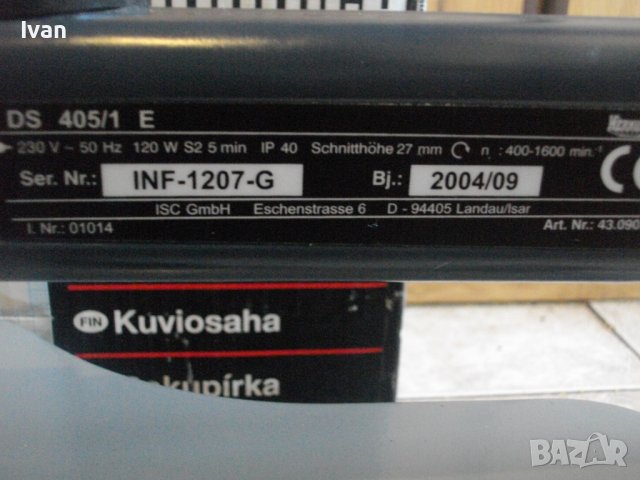 Ivan
DS 405/1 E
230 V ~ 50 Hz 120 W S2 5 min IP 40 Schnitthöhe 27 mm n : 400-1600 min.-1
Ser. Nr.: INF-1207-G Bj.: 2004/09
ISC GmbH Eschenstrasse 6 D - 94405 Landau/Isar
I. Nr.: 01014 Art. Nr.: 43.090
FIN Kuviosaha
BAZAR